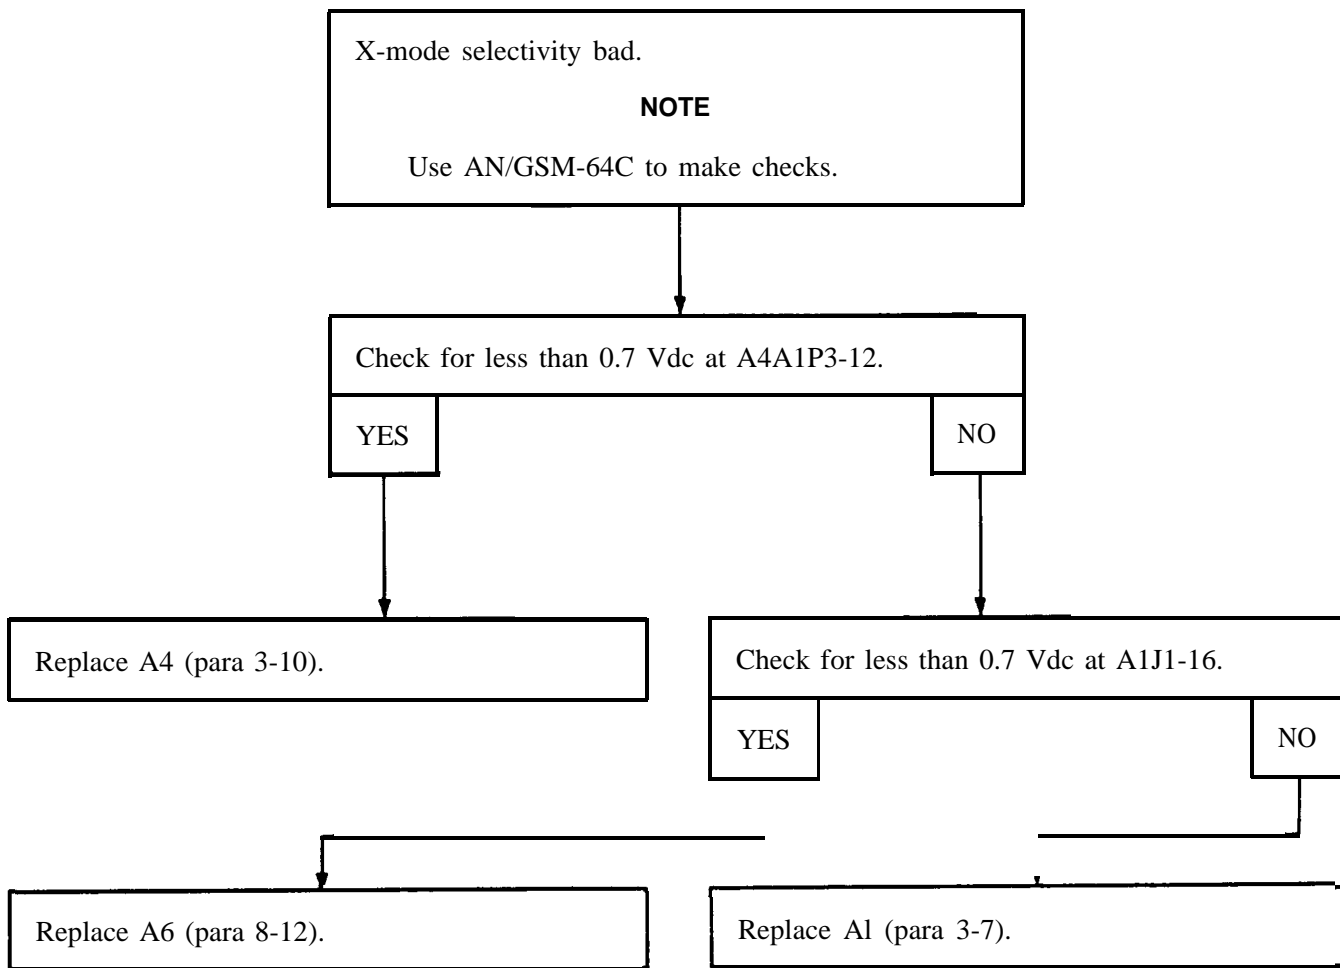 X-mode selectivity bad.
NOTE
Use AN/GSM-64C to make checks.
Check for less than 0.7 Vdc at A4A1P3-12.
YES
NO
Replace A4 (para 3-10).
Check for less than 0.7 Vdc at A1J1-16.
YES
NO
Replace A6 (para 8-12).
Replace Al (para 3-7).